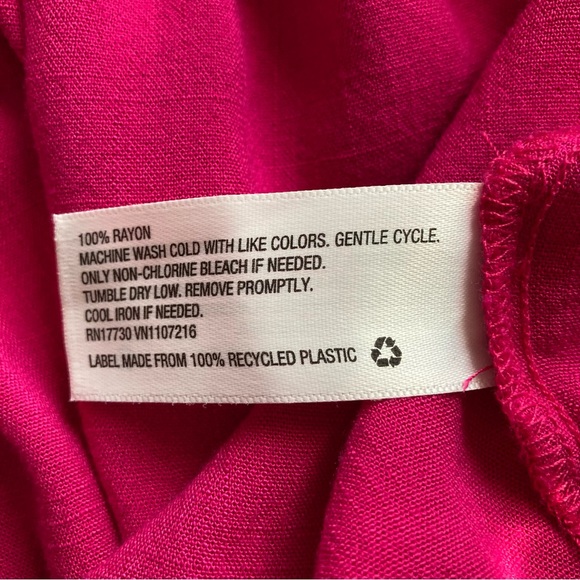 100% RAYON
MACHINE WASH COLD WITH LIKE COLORS. GENTLE CYCLE.
ONLY NON-CHLORINE BLEACH IF NEEDED.
TUMBLE DRY LOW. REMOVE PROMPTLY.
COOL IRON IF NEEDED.
RN17730 VN1107216
LABEL MADE FROM 100% RECYCLED PLASTIC